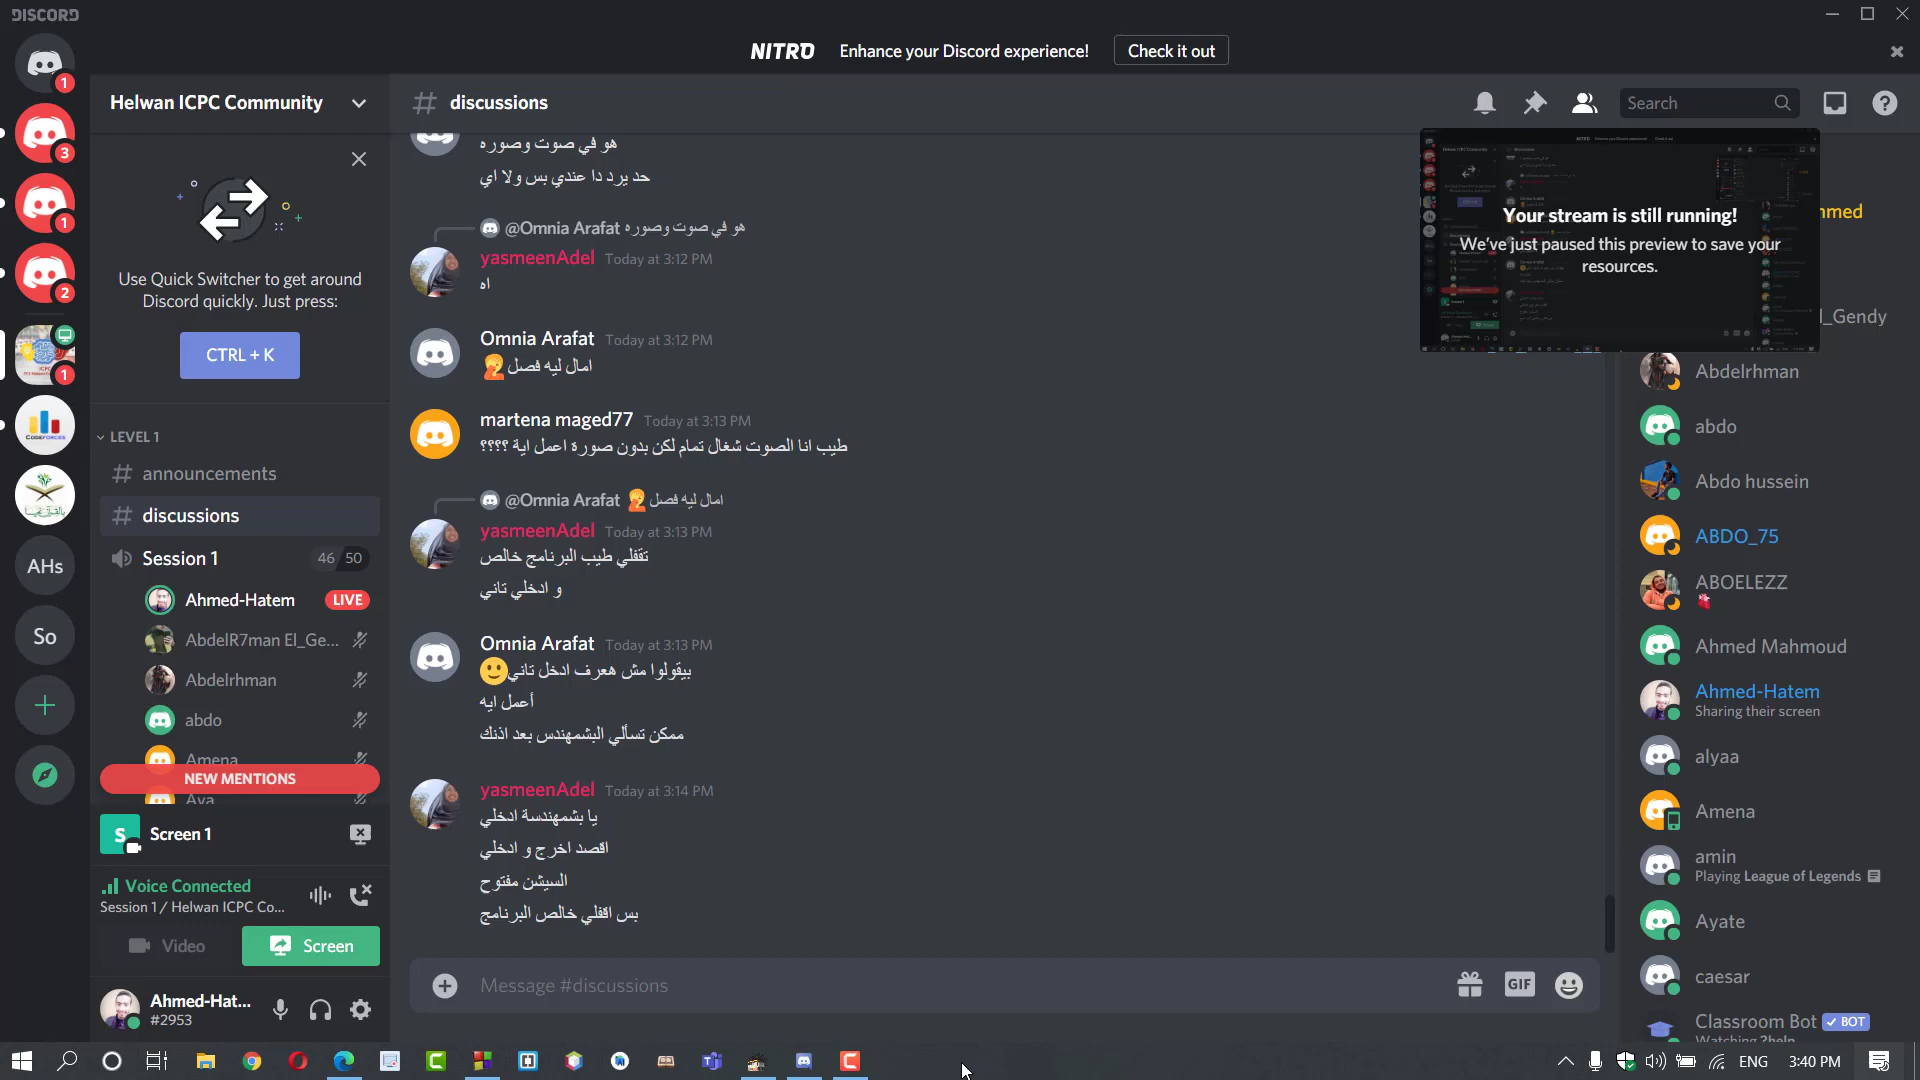 DISCORD
NITRO Enhance your Discord experience! Check it out
1
3
1
2
1
CODEFORCES
AHs
So
Helwan ICPC Community
Use Quick Switcher to get around
Discord quickly. Just press:
CTRL + K
LEVEL 1
announcements
discussions
Session 1 46 50
Ahmed-Hatem LIVE
AbdelR7man El_Ge...
Abdelrhman
abdo
Amena
NEW MENTIONS
Aya
Screen 1
Voice Connected
Session 1 / Helwan ICPC Co...
Video Screen
Ahmed-Hat...
#2953
discussions
Search
هو في صوت وصوره
حد يرد دا عندي بس ولا اي
@Omnia Arafat هو في صوت وصوره
yasmeenAdel Today at 3:12 PM
اه
Omnia Arafat Today at 3:12 PM
امال ليه فصل🤦
martena maged77 Today at 3:13 PM
طيب انا الصوت شغال تمام لكن بدون صورة اعمل اية ؟؟؟؟
@Omnia Arafat امال ليه فصل🤦
yasmeenAdel Today at 3:13 PM
تقفلي طيب البرنامج خالص
و ادخلي تاني
Omnia Arafat Today at 3:13 PM
بيقولوا مش هعرف ادخل تاني🙂
أعمل ايه
ممكن تسألي البشمهندس بعد اذنك
yasmeenAdel Today at 3:14 PM
يا بشمهندسة ادخلي
اقصد اخرج و ادخلي
السيشن مفتوح
بس اقفلي خالص البرنامج
Message #discussions
GIF
Your stream is still running!
We've just paused this preview to save your
resources.
nmed
l_Gendy
Abdelrhman
abdo
Abdo hussein
ABDO_75
ABOELEZZ
Ahmed Mahmoud
Ahmed-Hatem
Sharing their screen
alyaa
Amena
amin
Playing League of Legends
Ayate
caesar
Classroom Bot BOT
Watching ?help
ENG 3:40 PM